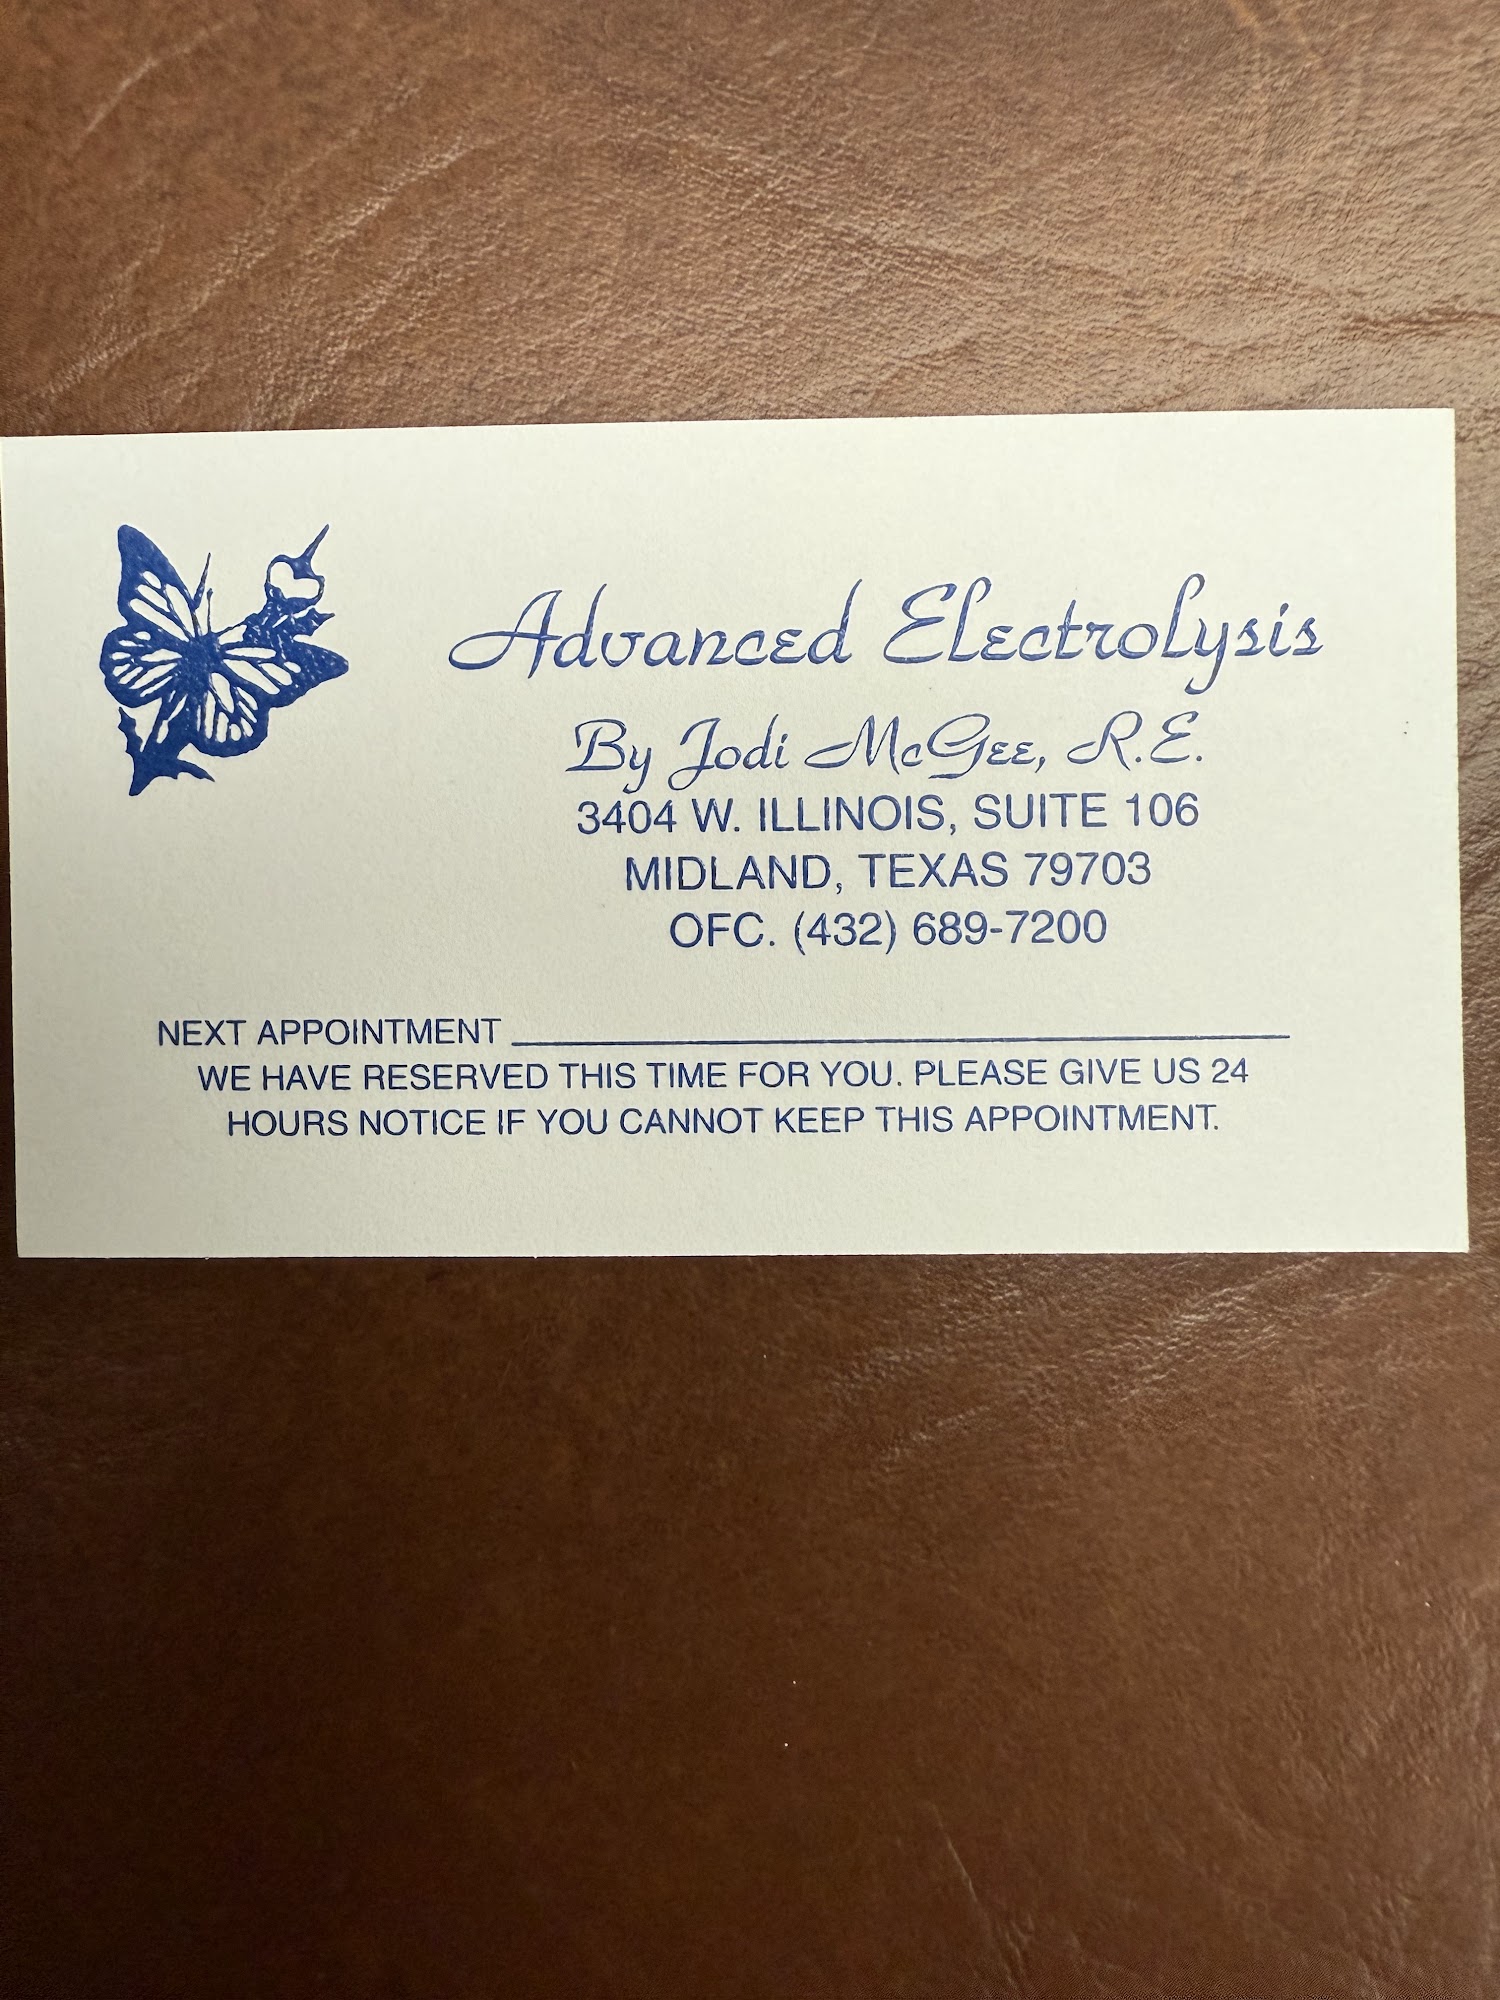 Advanced Electrolysis
By Jodi McGee, R.E.
3404 W. ILLINOIS, SUITE 106
MIDLAND, TEXAS 79703
OFC. (432) 689-7200
NEXT APPOINTMENT
WE HAVE RESERVED THIS TIME FOR YOU. PLEASE GIVE US 24
HOURS NOTICE IF YOU CANNOT KEEP THIS APPOINTMENT.